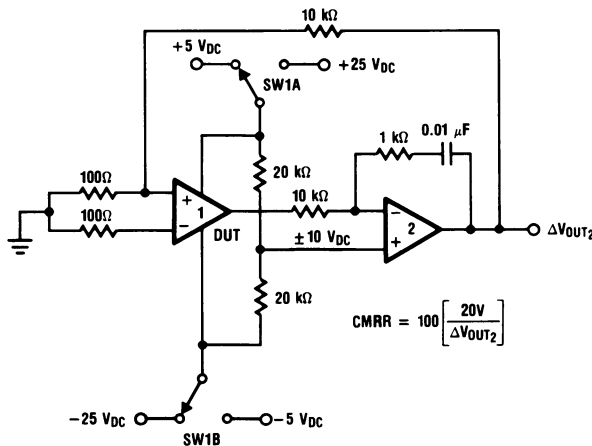 10 kΩ
+5 VDC
+25 VDC
SW1A
1 kΩ
0.01 µF
20 kΩ
100Ω
100Ω
+
1
−
DUT
10 kΩ
±10 VDC
−
2
+
ΔVOUT2
20 kΩ
CMRR = 100 [20V / ΔVOUT2]
−25 VDC
−5 VDC
SW1B